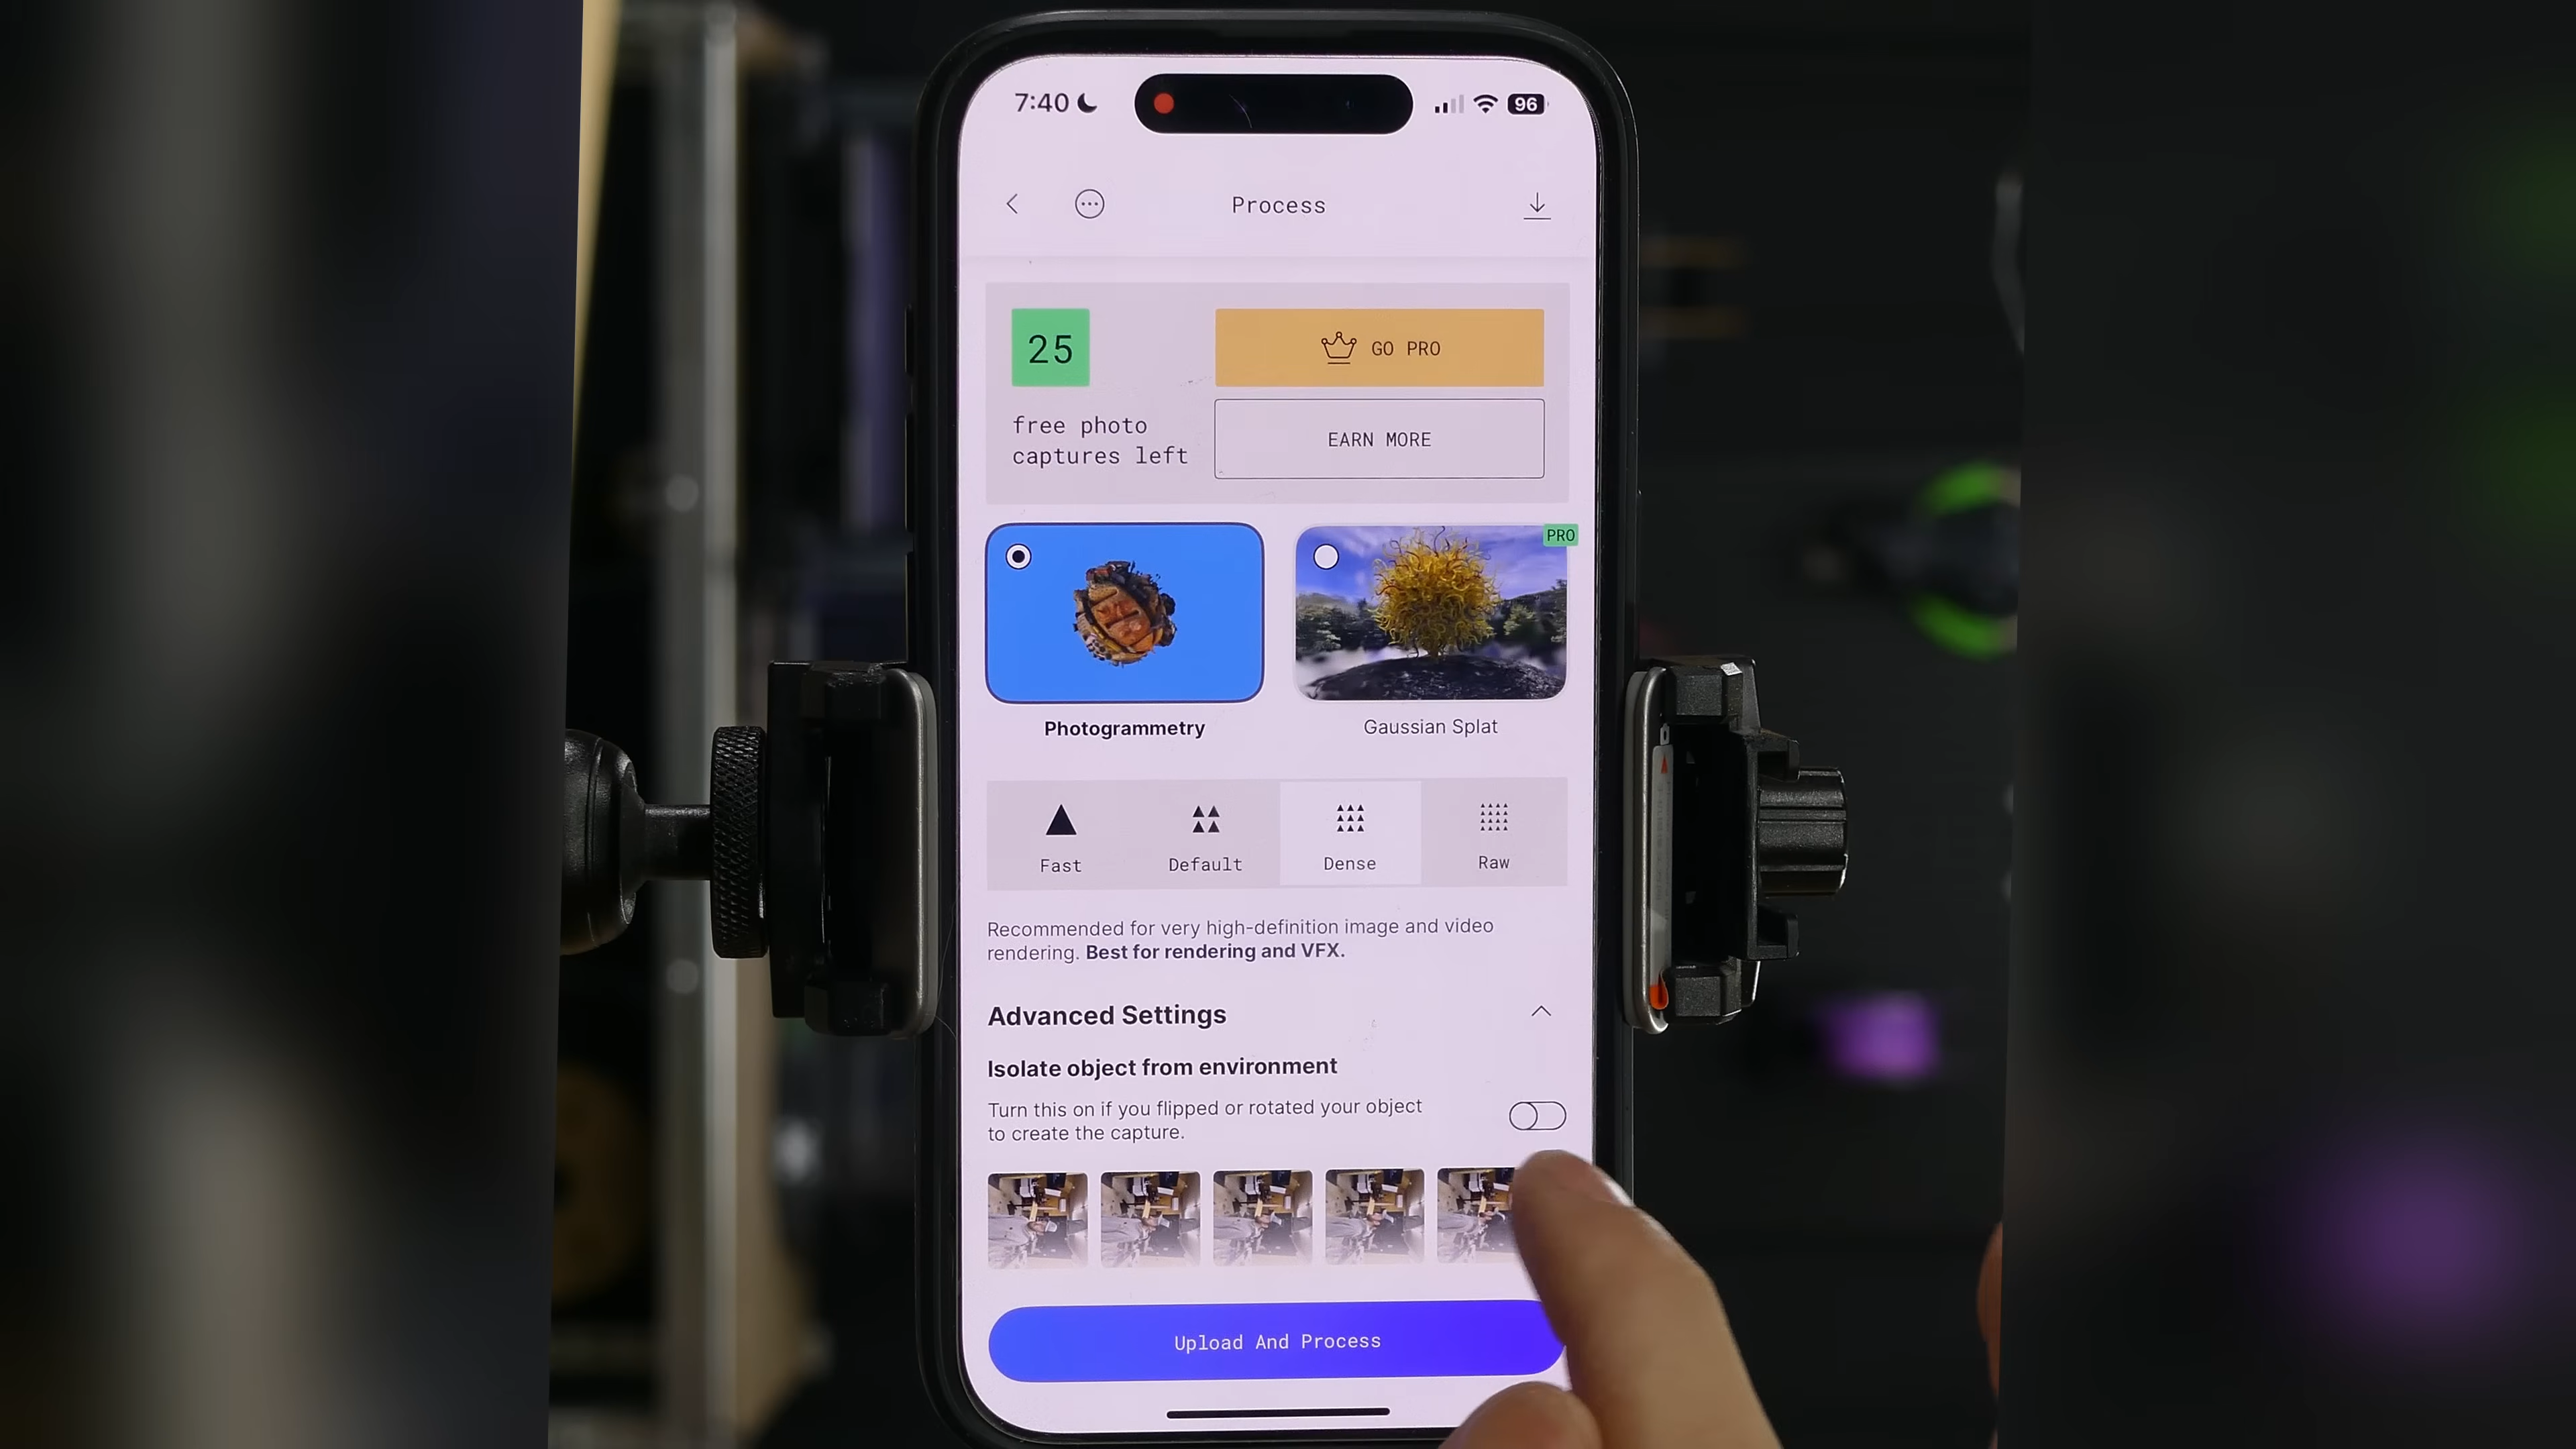 7:40
96
Process
25
GO PRO
free photo
captures left
EARN MORE
PRO
Photogrammetry
Gaussian Splat
Fast
Default
Dense
Raw
Recommended for very high-definition image and video
rendering. Best for rendering and VFX.
Advanced Settings
Isolate object from environment
Turn this on if you flipped or rotated your object
to create the capture.
Upload And Process